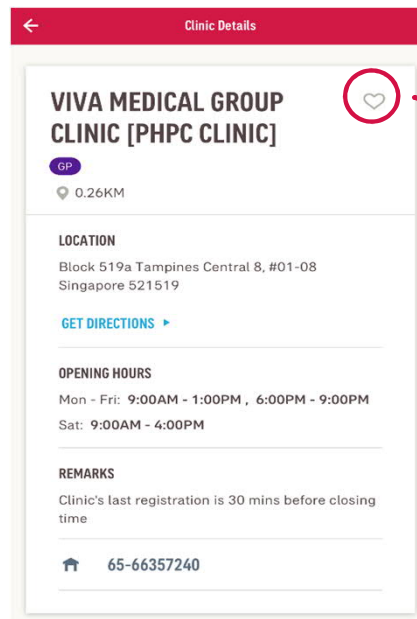 Clinic Details
VIVA MEDICAL GROUP
CLINIC [PHPC CLINIC]
GP
0.26KM
LOCATION
Block 519a Tampines Central 8, #01-08
Singapore 521519
GET DIRECTIONS
OPENING HOURS
Mon - Fri: 9:00AM - 1:00PM , 6:00PM - 9:00PM
Sat: 9:00AM - 4:00PM
REMARKS
Clinic's last registration is 30 mins before closing
time
65-66357240